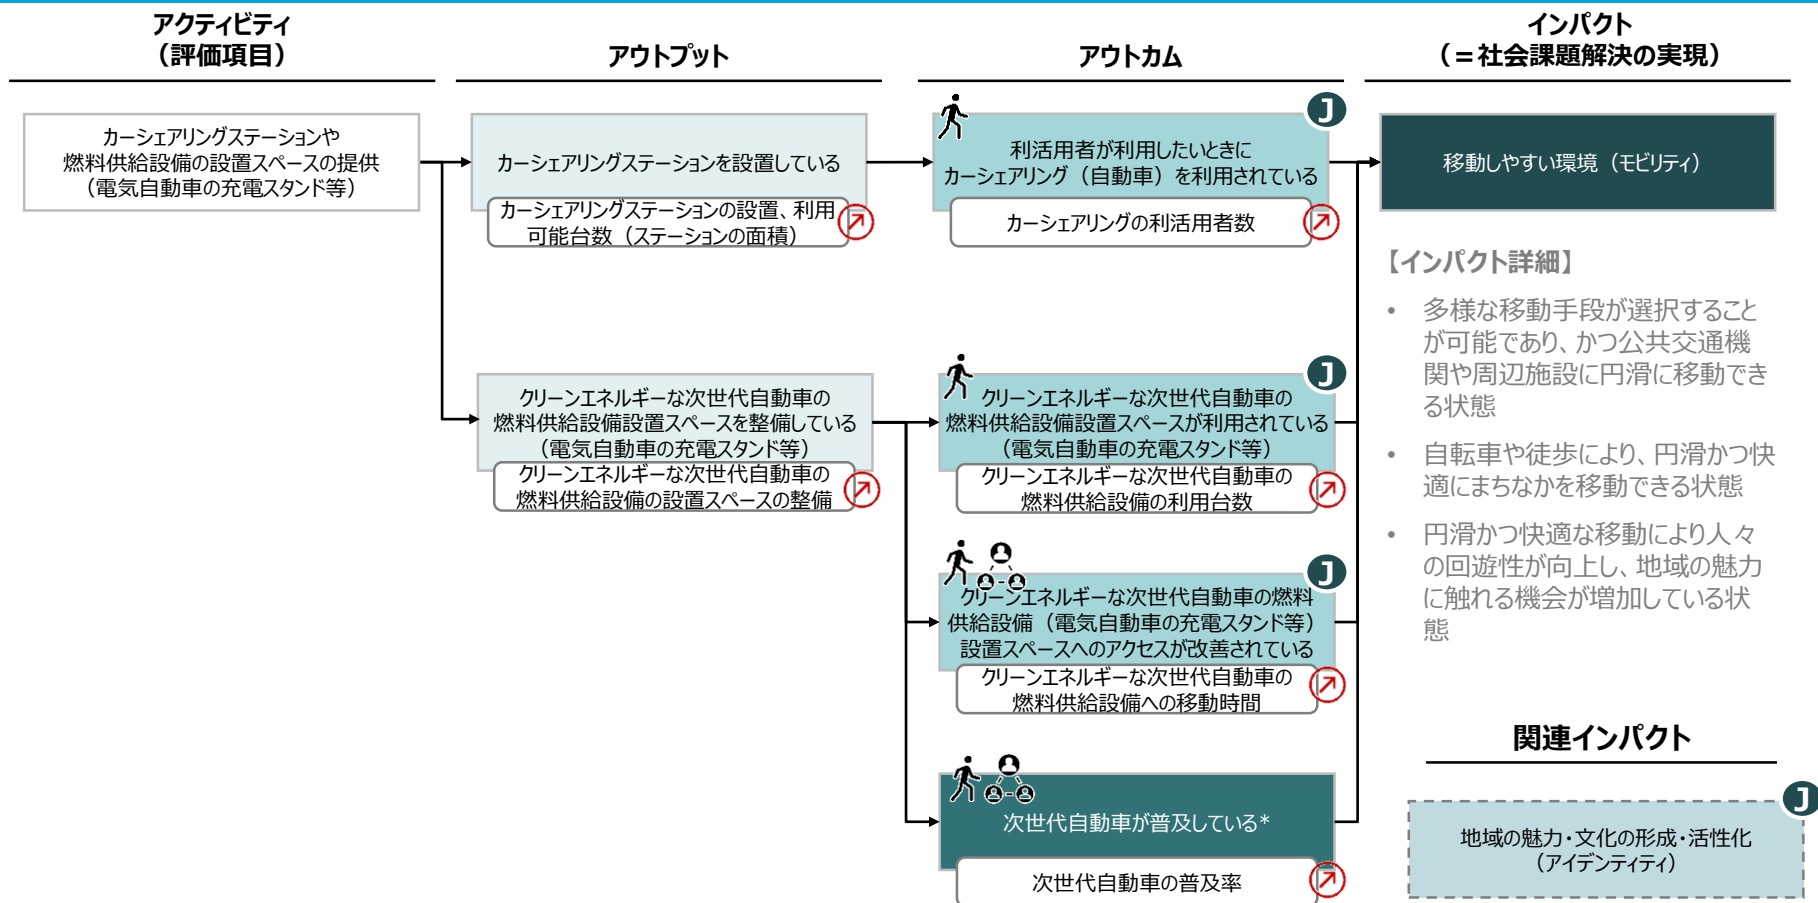 アクティビティ
（評価項目）
アウトプット
アウトカム
インパクト
（＝社会課題解決の実現）
カーシェアリングステーションや
燃料供給設備の設置スペースの提供
（電気自動車の充電スタンド等）
カーシェアリングステーションを設置している
カーシェアリングステーションの設置、利用
可能台数（ステーションの面積）
J
利活用者が利用したいときに
カーシェアリング（自動車）を利用されている
カーシェアリングの利活用者数
移動しやすい環境（モビリティ）
【インパクト詳細】
• 多様な移動手段が選択すること
が可能であり、かつ公共交通機
関や周辺施設に円滑に移動でき
る状態
• 自転車や徒歩により、円滑かつ快
適にまちなかを移動できる状態
• 円滑かつ快適な移動により人々
の回遊性が向上し、地域の魅力
に触れる機会が増加している状
態
クリーンエネルギーな次世代自動車の
燃料供給設備設置スペースを整備している
（電気自動車の充電スタンド等）
クリーンエネルギーな次世代自動車の
燃料供給設備の設置スペースの整備
J
クリーンエネルギーな次世代自動車の
燃料供給設備設置スペースが利用されている
（電気自動車の充電スタンド等）
クリーンエネルギーな次世代自動車の
燃料供給設備の利用台数
J
クリーンエネルギーな次世代自動車の燃料
供給設備（電気自動車の充電スタンド等）
設置スペースへのアクセスが改善されている
クリーンエネルギーな次世代自動車の
燃料供給設備への移動時間
次世代自動車が普及している*
次世代自動車の普及率
関連インパクト
J
地域の魅力・文化の形成・活性化
（アイデンティティ）